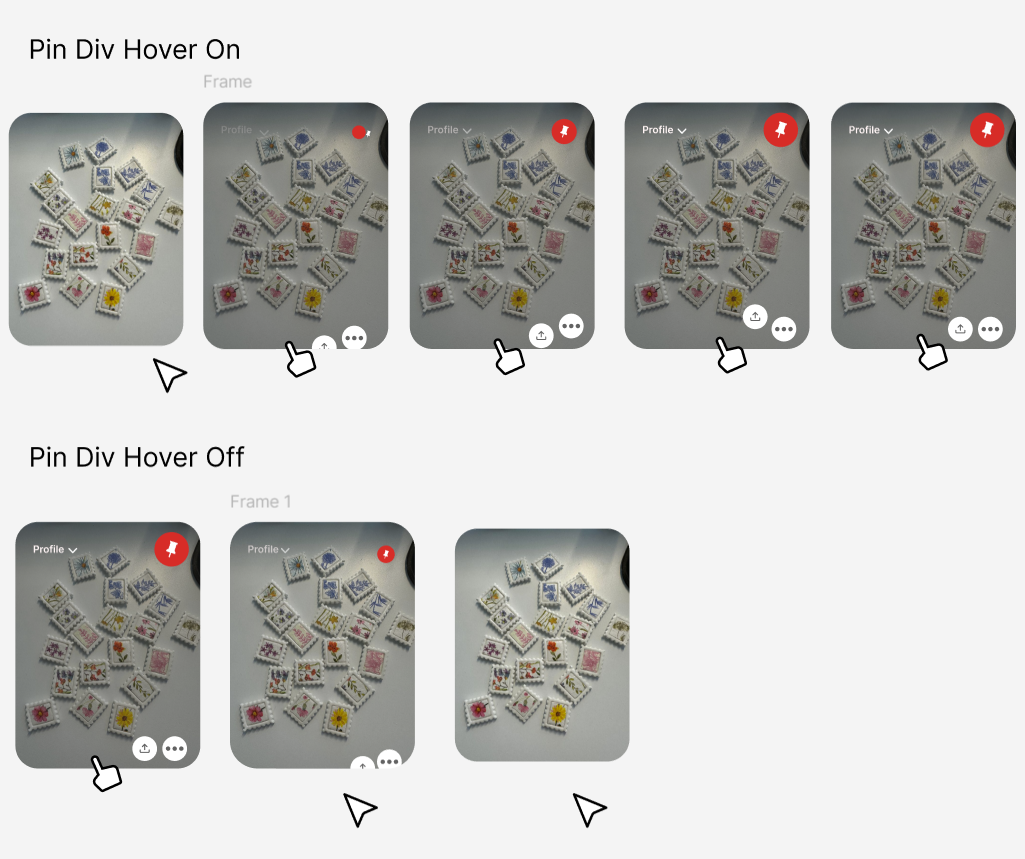 Pin Div Hover On
Frame
Profile
Profile
Profile
Profile
Pin Div Hover Off
Frame 1
Profile
Profile